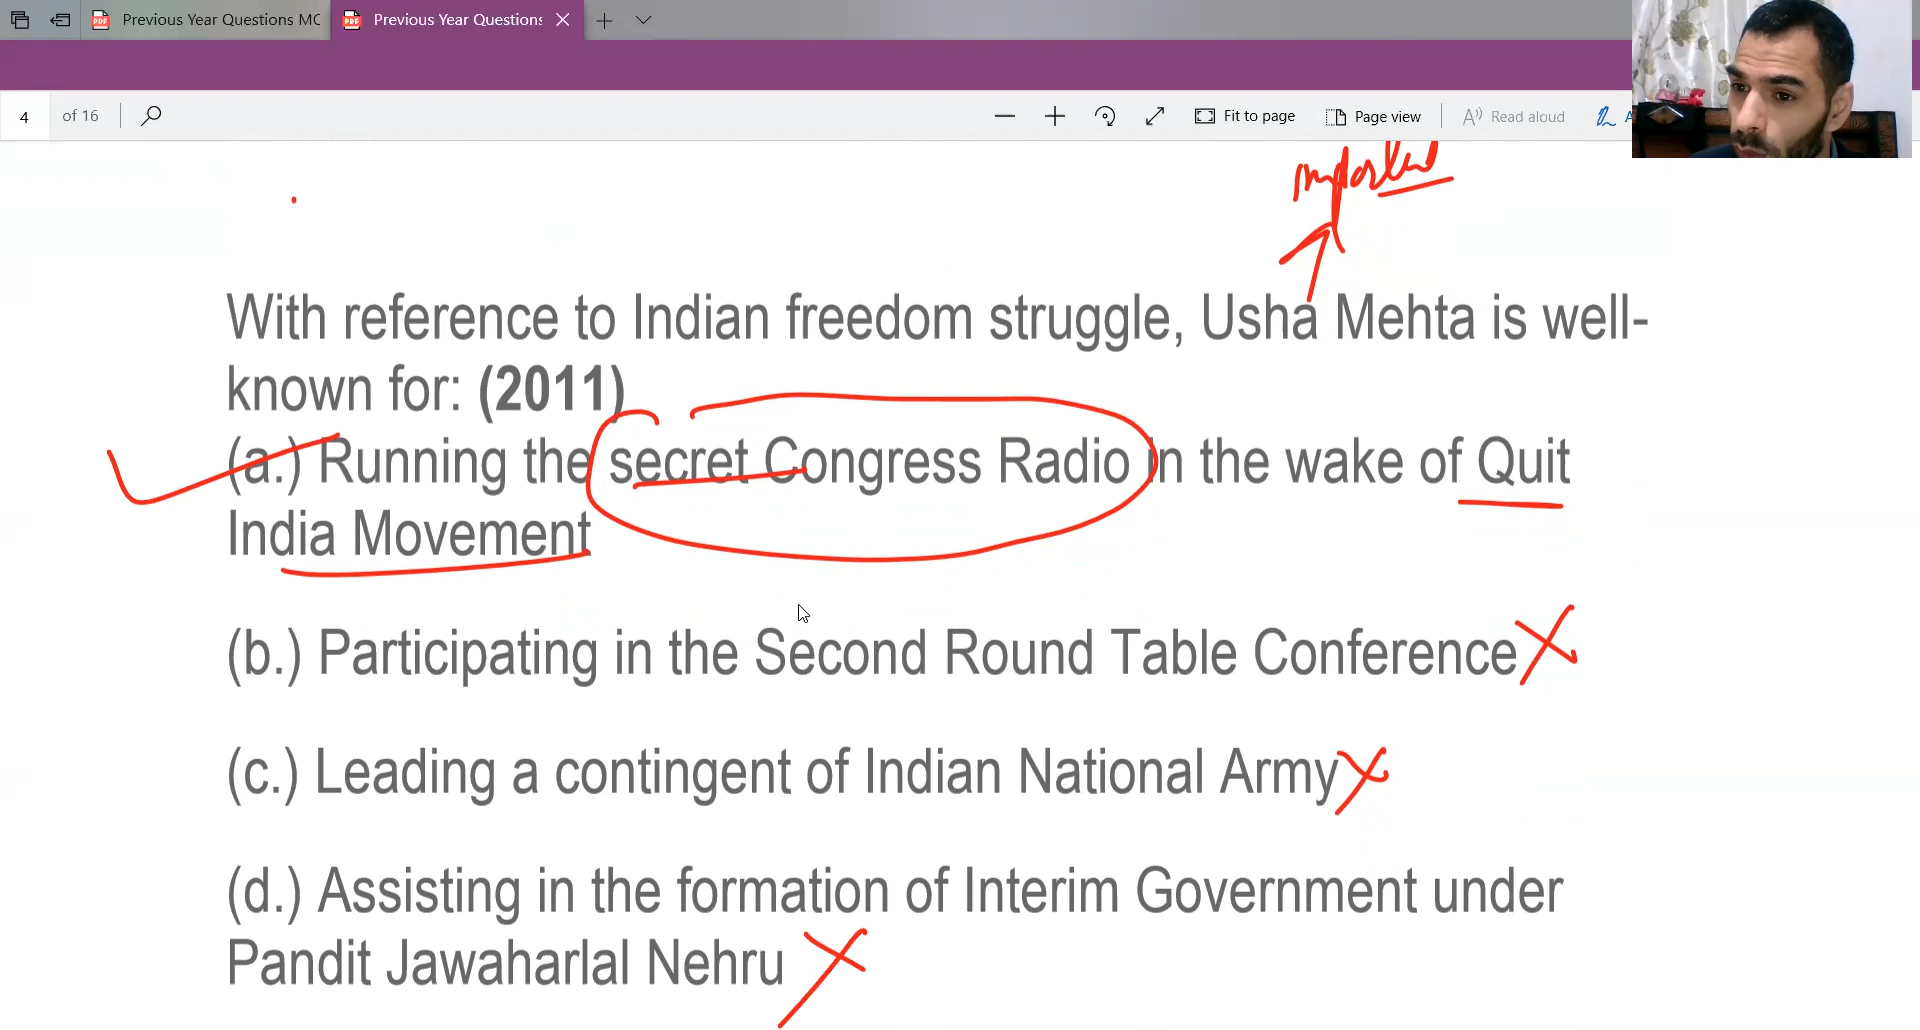 Previous Year Questions MC
Previous Year Questions
4 of 16
Fit to page
Page view
Read aloud
important
With reference to Indian freedom struggle, Usha Mehta is well-
known for: (2011)
(a.) Running the secret Congress Radio in the wake of Quit
India Movement
(b.) Participating in the Second Round Table Conference
(c.) Leading a contingent of Indian National Army
(d.) Assisting in the formation of Interim Government under
Pandit Jawaharlal Nehru